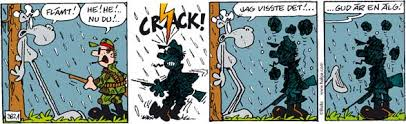 FLÄMT!
HE! HE!..
NU DU!..
CRACK!
JAG VISSTE DET!...
...GUD ÄR EN ÄLG!